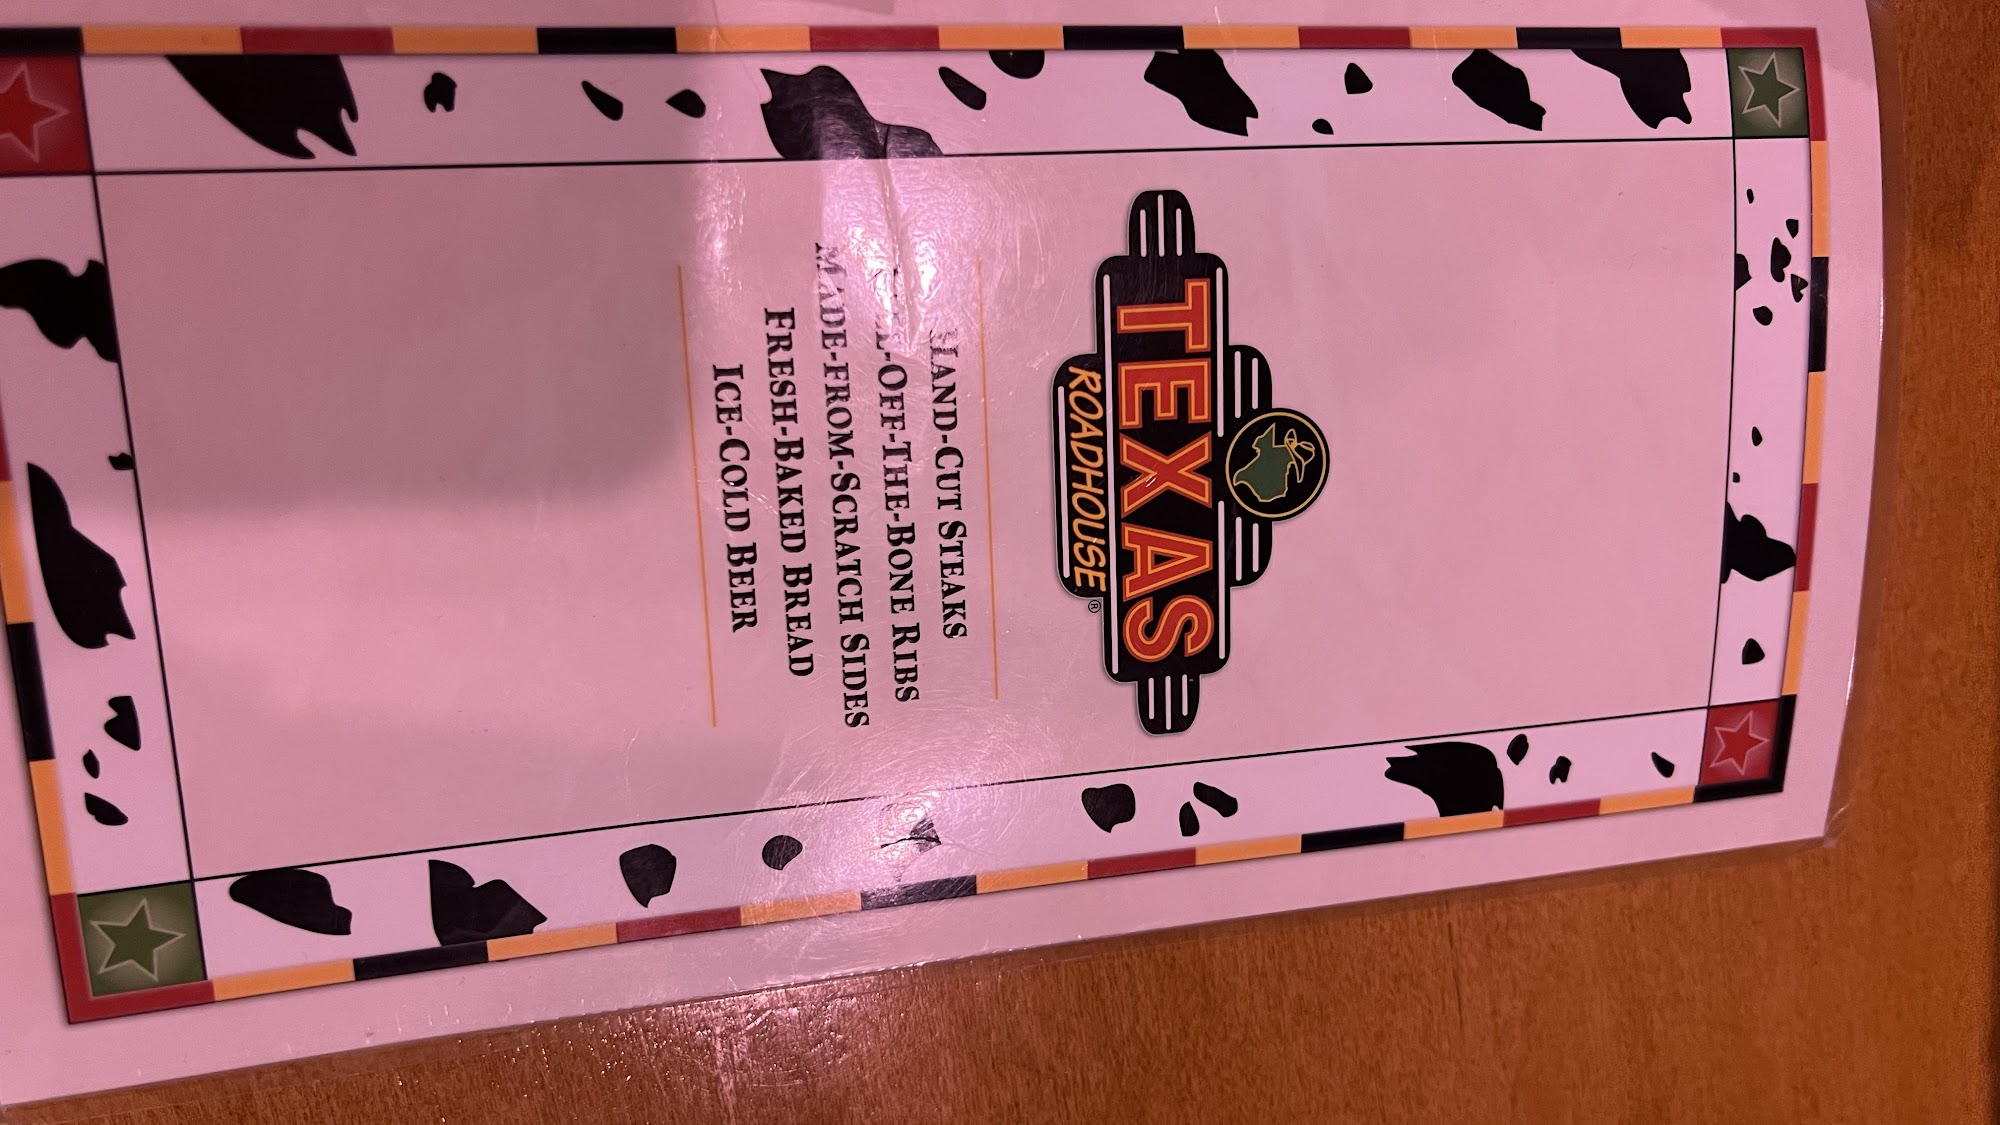 TEXAS
ROADHOUSE®
HAND-CUT STEAKS
-OFF-THE-BONE RIBS
MADE-FROM-SCRATCH SIDES
FRESH-BAKED BREAD
ICE-COLD BEER